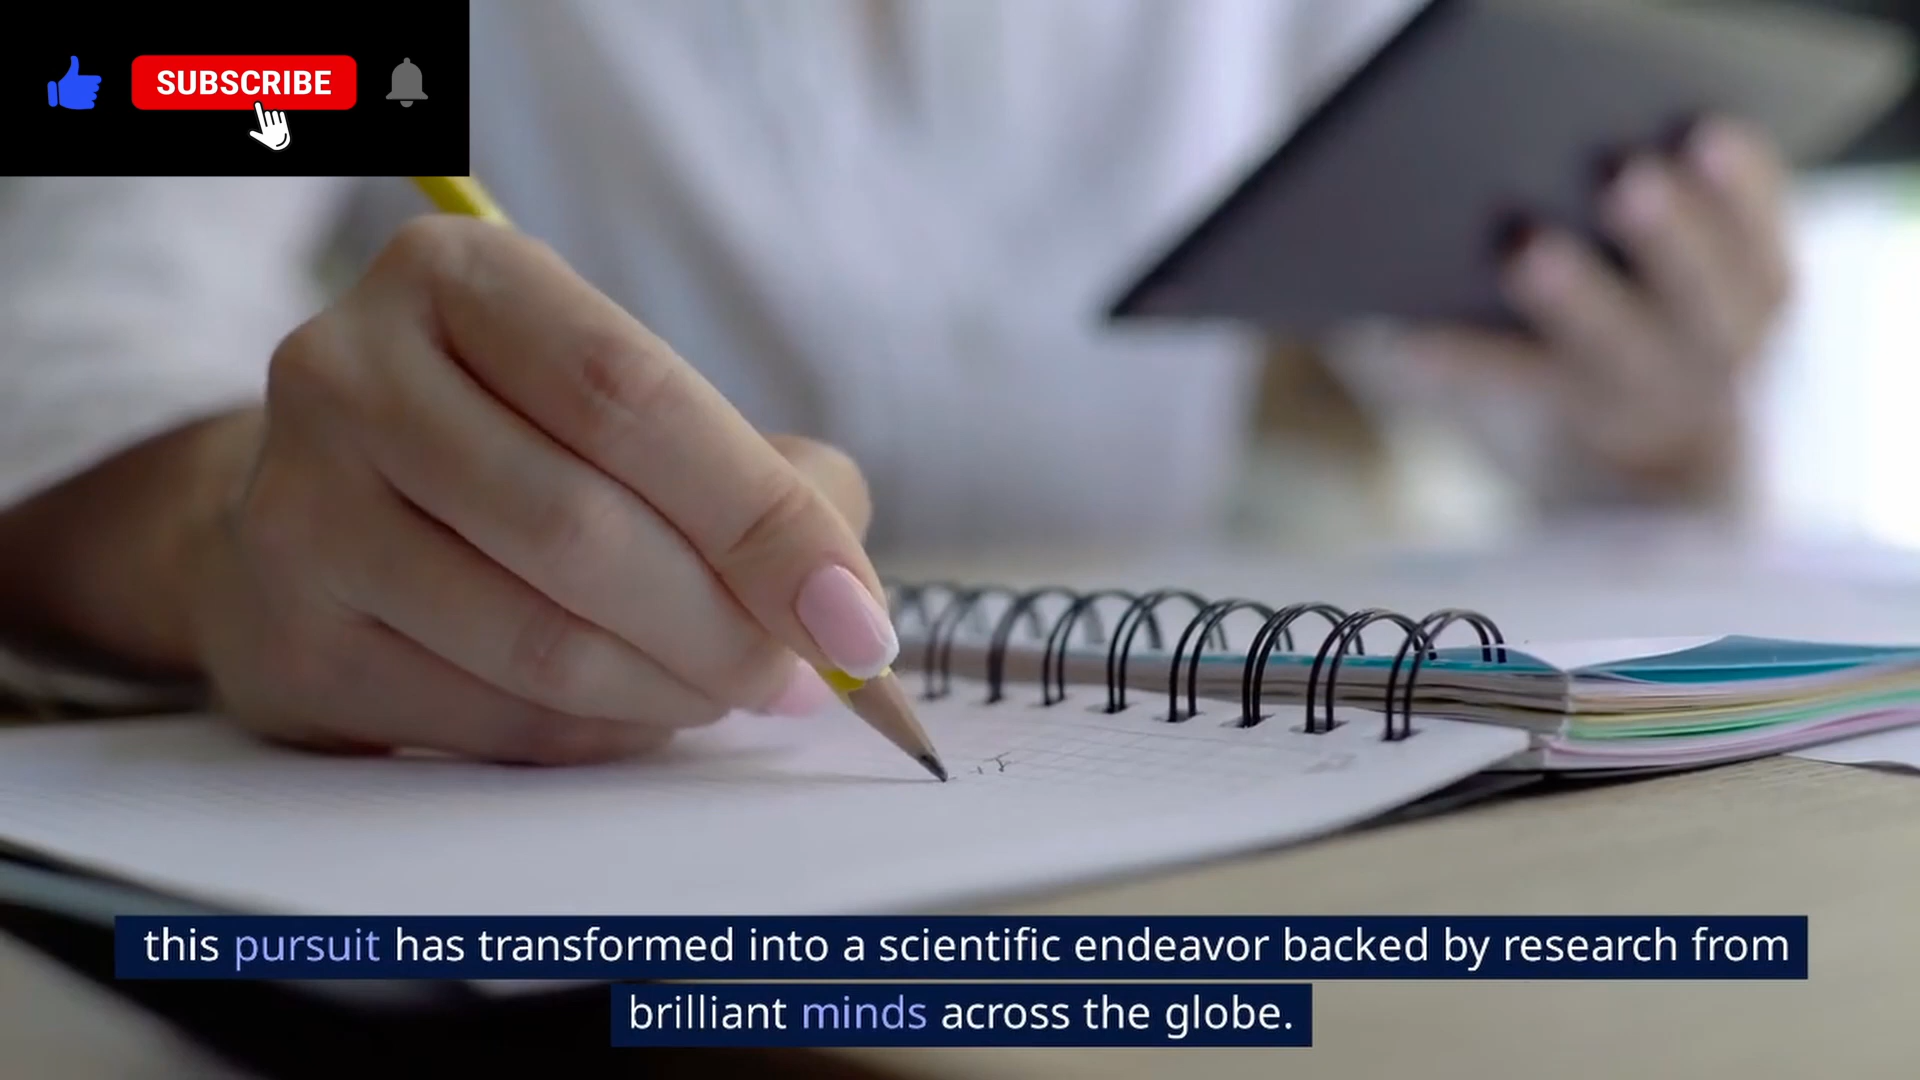 SUBSCRIBE
this pursuit has transformed into a scientific endeavor backed by research from
brilliant minds across the globe.